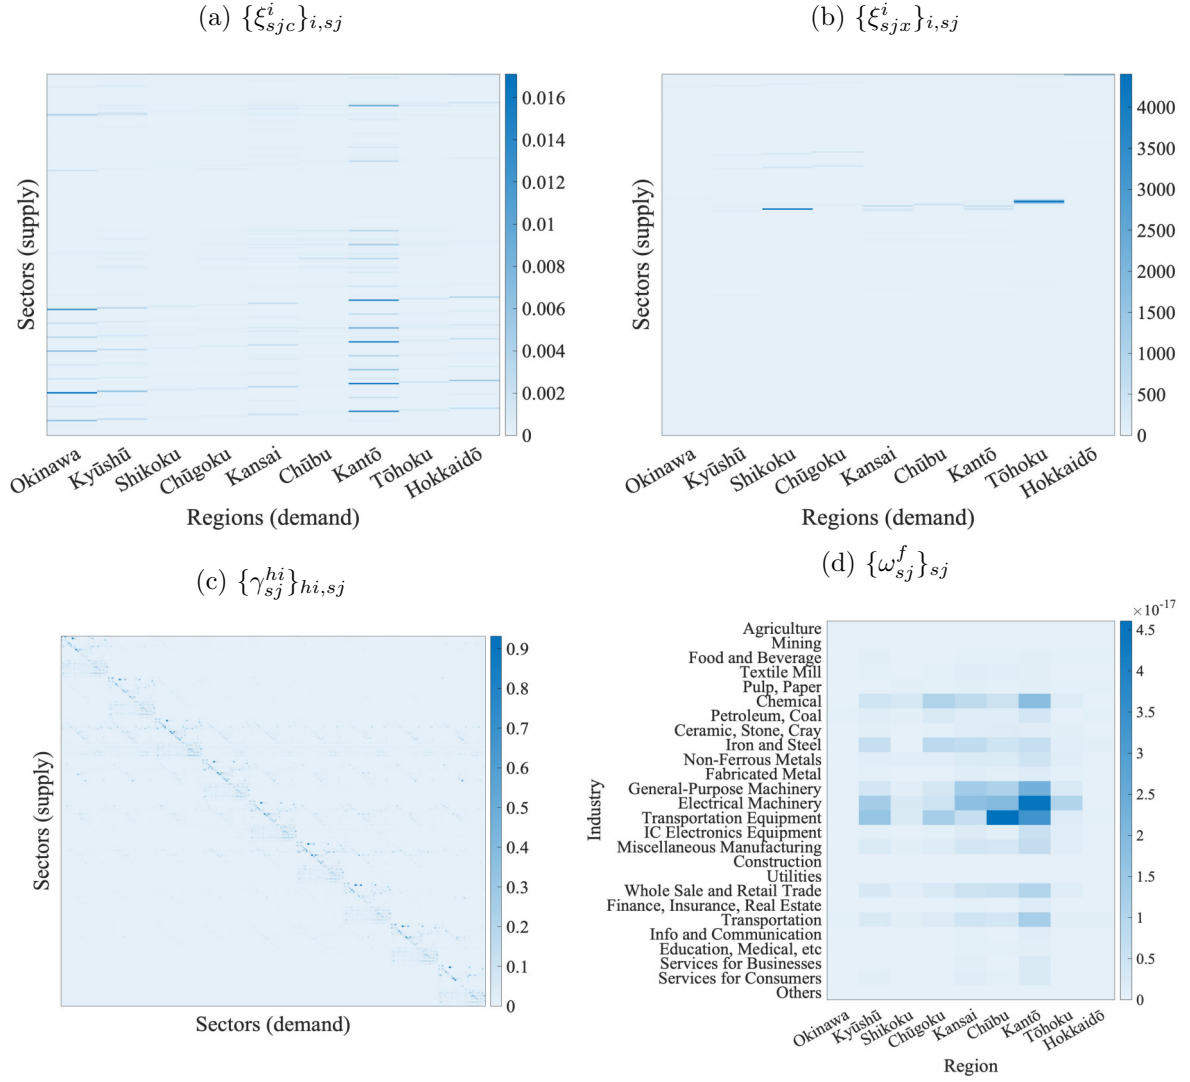 (a) {ξ^i_{sjc}}_{i,sj}
0.016
0.014
0.012
0.01
0.008
0.006
0.004
0.002
0
Sectors (supply)
Okinawa
Kyūshū
Shikoku
Chūgoku
Kansai
Chūbu
Kantō
Tōhoku
Hokkaidō
Regions (demand)
(b) {ξ^i_{sjx}}_{i,sj}
4000
3500
3000
2500
2000
1500
1000
500
0
Sectors (supply)
Okinawa
Kyūshū
Shikoku
Chūgoku
Kansai
Chūbu
Kantō
Tōhoku
Hokkaidō
Regions (demand)
(c) {γ^{hi}_{sj}}_{hi,sj}
0.9
0.8
0.7
0.6
0.5
0.4
0.3
0.2
0.1
0
Sectors (supply)
Sectors (demand)
(d) {ω^f_{sj}}_{sj}
×10^{-17}
4.5
4
3.5
3
2.5
2
1.5
1
0.5
0
Industry
Agriculture
Mining
Food and Beverage
Textile Mill
Pulp, Paper
Chemical
Petroleum, Coal
Ceramic, Stone, Cray
Iron and Steel
Non-Ferrous Metals
Fabricated Metal
General-Purpose Machinery
Electrical Machinery
Transportation Equipment
IC Electronics Equipment
Miscellaneous Manufacturing
Construction
Utilities
Whole Sale and Retail Trade
Finance, Insurance, Real Estate
Transportation
Info and Communication
Education, Medical, etc
Services for Businesses
Services for Consumers
Others
Okinawa
Kyūshū
Shikoku
Chūgoku
Kansai
Chūbu
Kantō
Tōhoku
Hokkaidō
Region